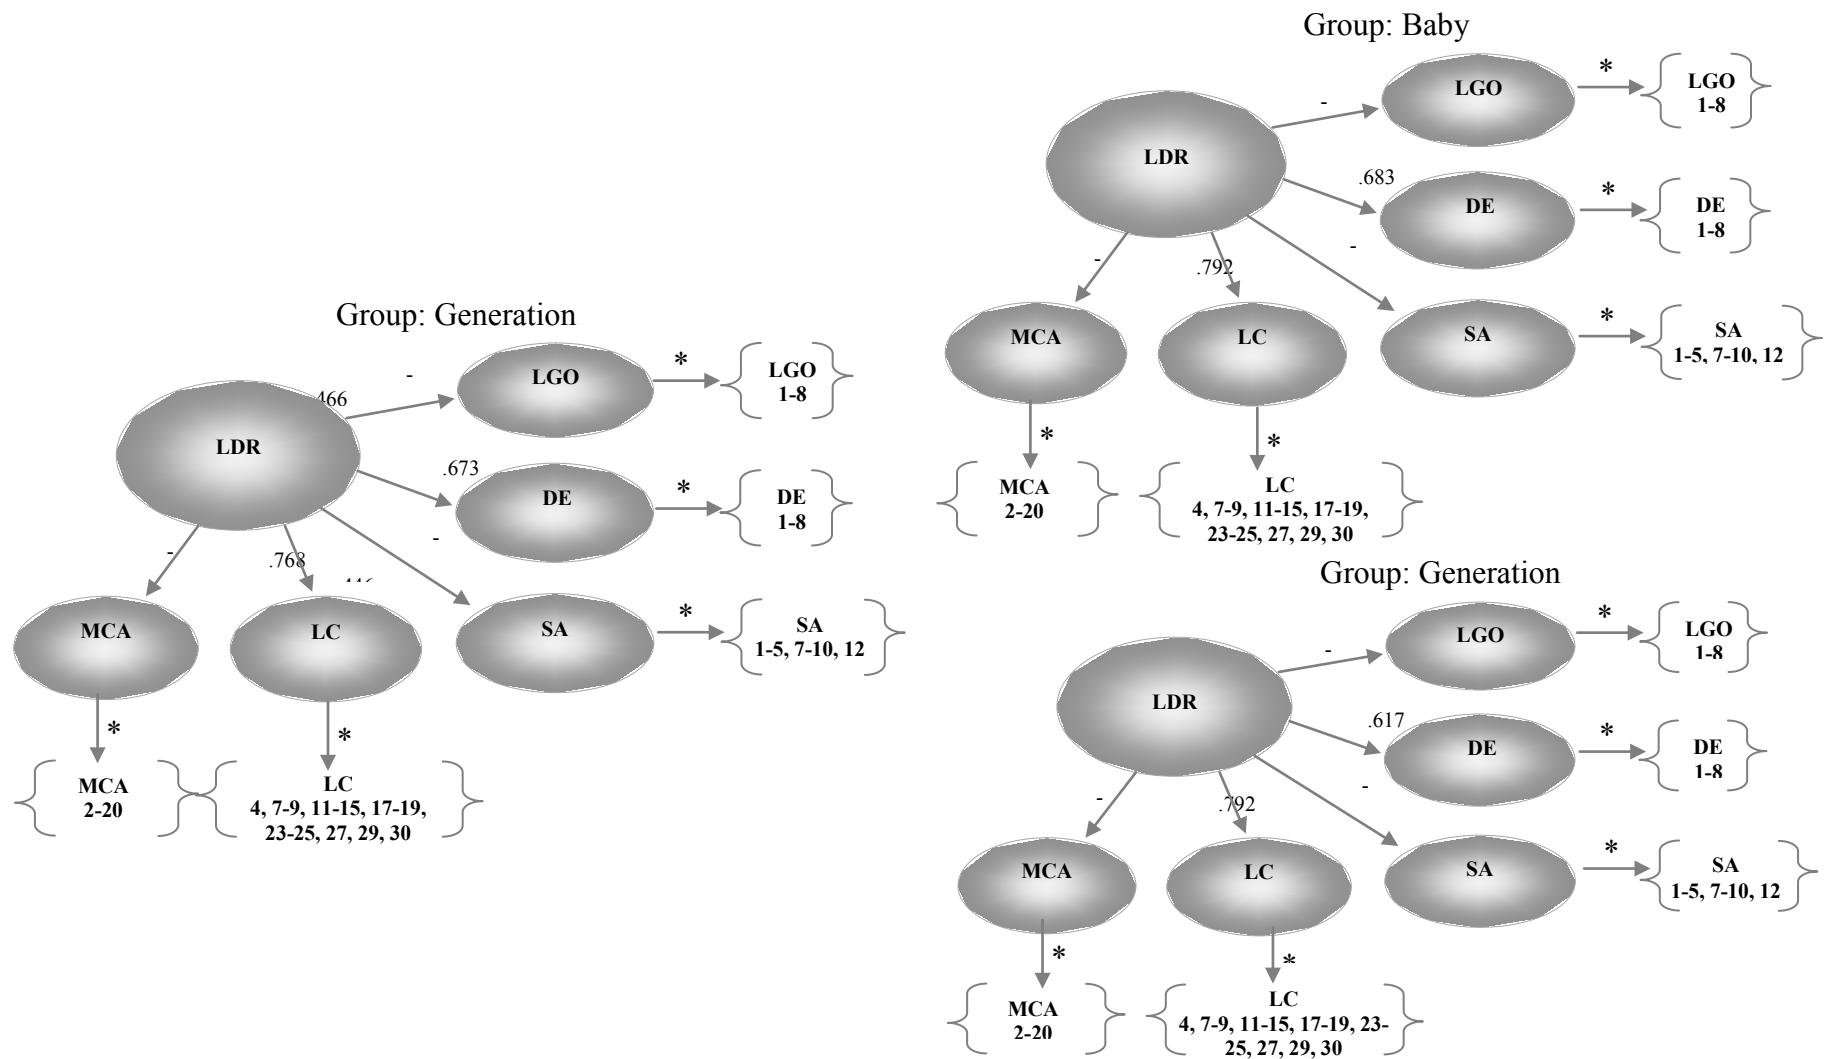 Group: Generation
LDR
466
-
LGO
*
LGO
1-8
.673
DE
*
DE
1-8
-
SA
*
SA
1-5, 7-10, 12
-
.768
MCA
LC
*
*
MCA
2-20
LC
4, 7-9, 11-15, 17-19,
23-25, 27, 29, 30
Group: Baby
LDR
-
LGO
*
LGO
1-8
.683
DE
*
DE
1-8
-
SA
*
SA
1-5, 7-10, 12
-
.792
MCA
LC
*
*
MCA
2-20
LC
4, 7-9, 11-15, 17-19,
23-25, 27, 29, 30
Group: Generation
LDR
-
LGO
*
LGO
1-8
.617
DE
*
DE
1-8
-
SA
*
SA
1-5, 7-10, 12
-
.792
MCA
LC
*
*
MCA
2-20
LC
4, 7-9, 11-15, 17-19, 23-
25, 27, 29, 30